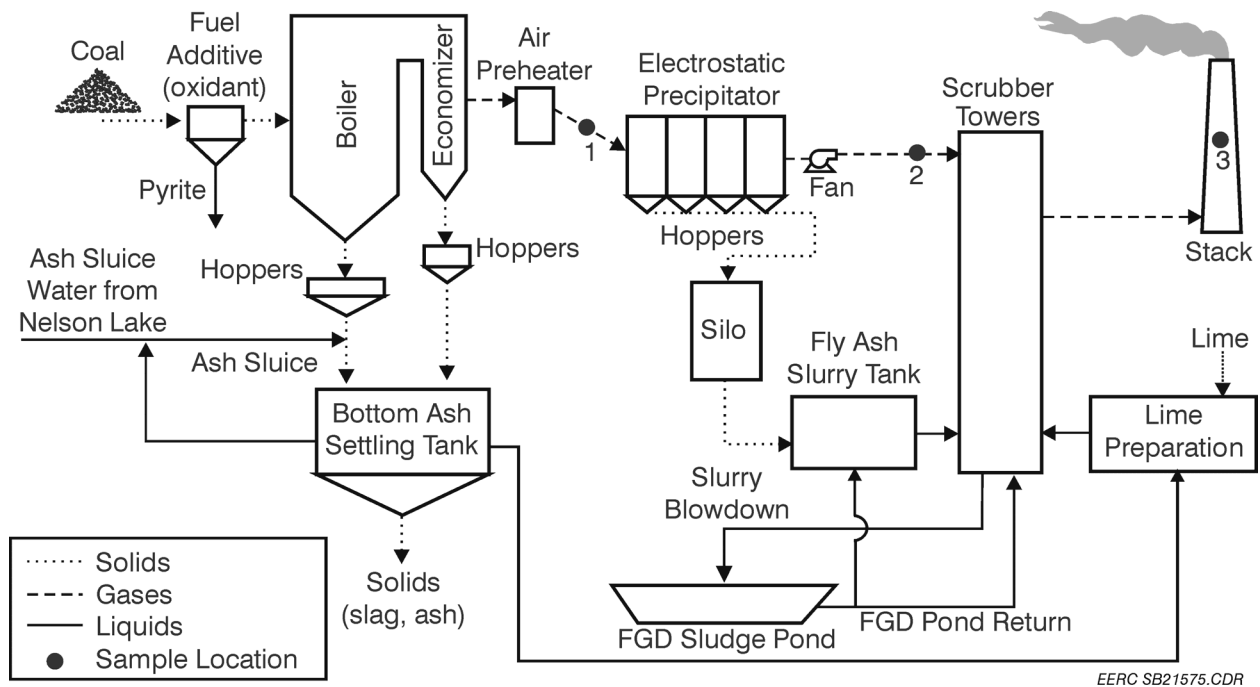 Coal
Fuel
Additive
(oxidant)
Boiler
Economizer
Air
Preheater
1
Electrostatic
Precipitator
Fan
2
Scrubber
Towers
3
Stack
Pyrite
Hoppers
Hoppers
Hoppers
Ash Sluice
Water from
Nelson Lake
Ash Sluice
Silo
Fly Ash
Slurry Tank
Lime
Lime
Preparation
Bottom Ash
Settling Tank
Slurry
Blowdown
Solids
(slag, ash)
FGD Sludge Pond
FGD Pond Return
Solids
Gases
Liquids
Sample Location
EERC SB21575.CDR